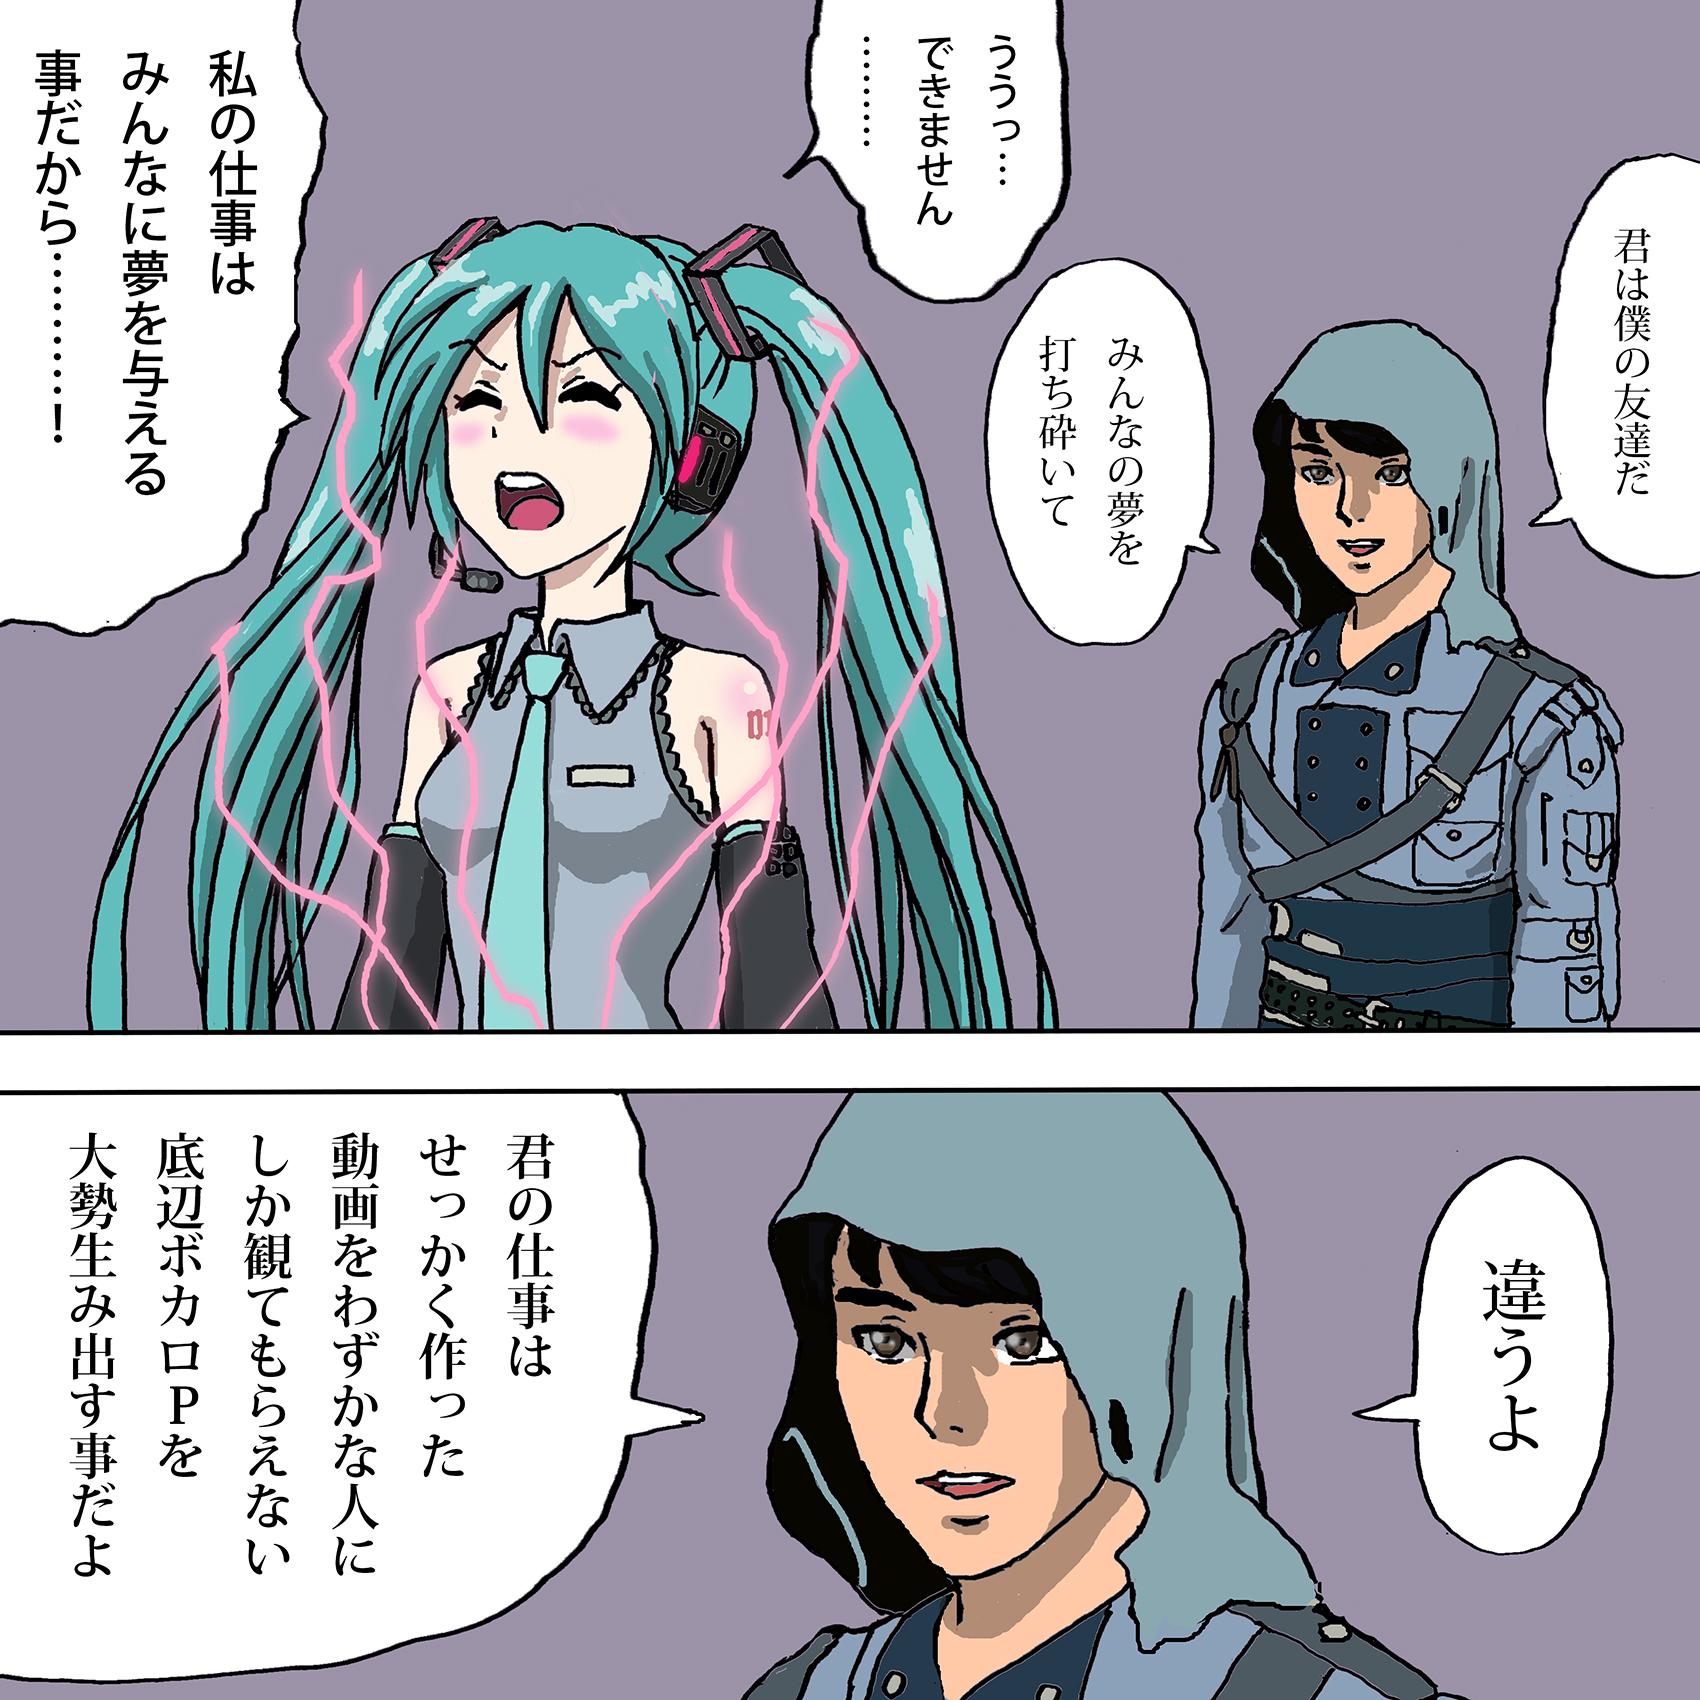 君は僕の友達だ
みんなの夢を
打ち砕いて
ううっ…
できません
………
私の仕事は
みんなに夢を与える
事だから………！
01
違うよ
君の仕事は
せっかく作った
動画をわずかな人に
しか観てもらえない
底辺ボカロPを
大勢生み出す事だよ